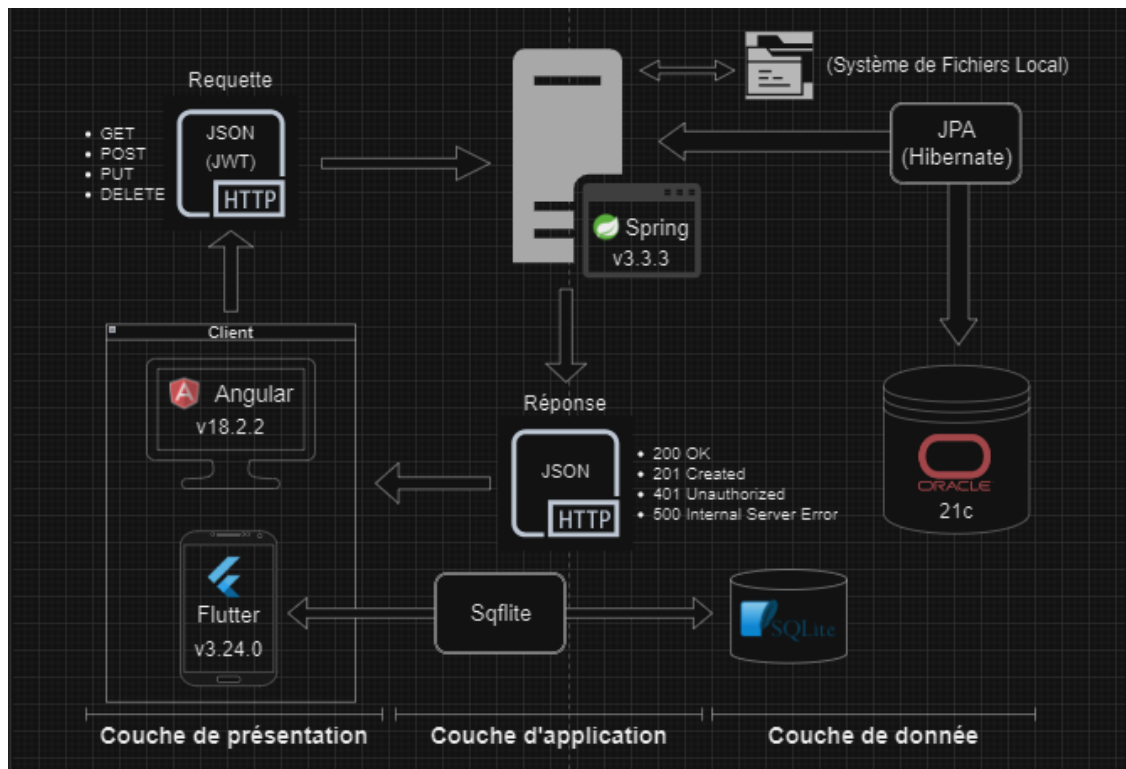 Requette
GET
POST
PUT
DELETE
JSON
(JWT)
HTTP
(Système de Fichiers Local)
JPA
(Hibernate)
Spring
v3.3.3
Client
Angular
v18.2.2
Réponse
JSON
HTTP
200 OK
201 Created
401 Unauthorized
500 Internal Server Error
ORACLE
21c
Flutter
v3.24.0
Sqflite
SQLite
Couche de présentation
Couche d'application
Couche de donnée